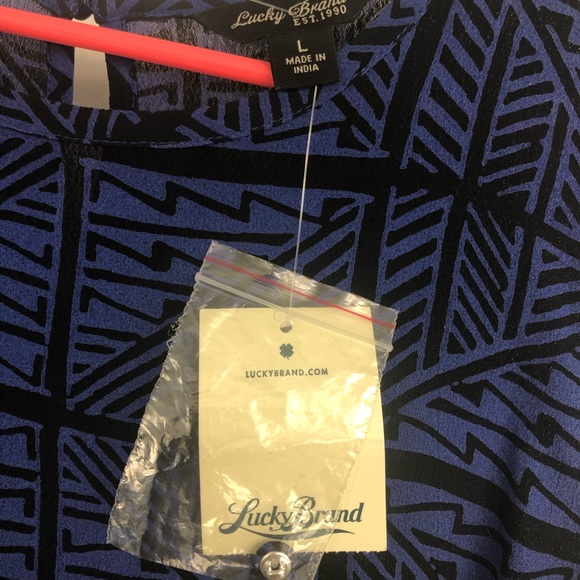 Lucky Brand
EST. 1990
L
MADE IN
INDIA
LUCKYBRAND.COM
Lucky Brand